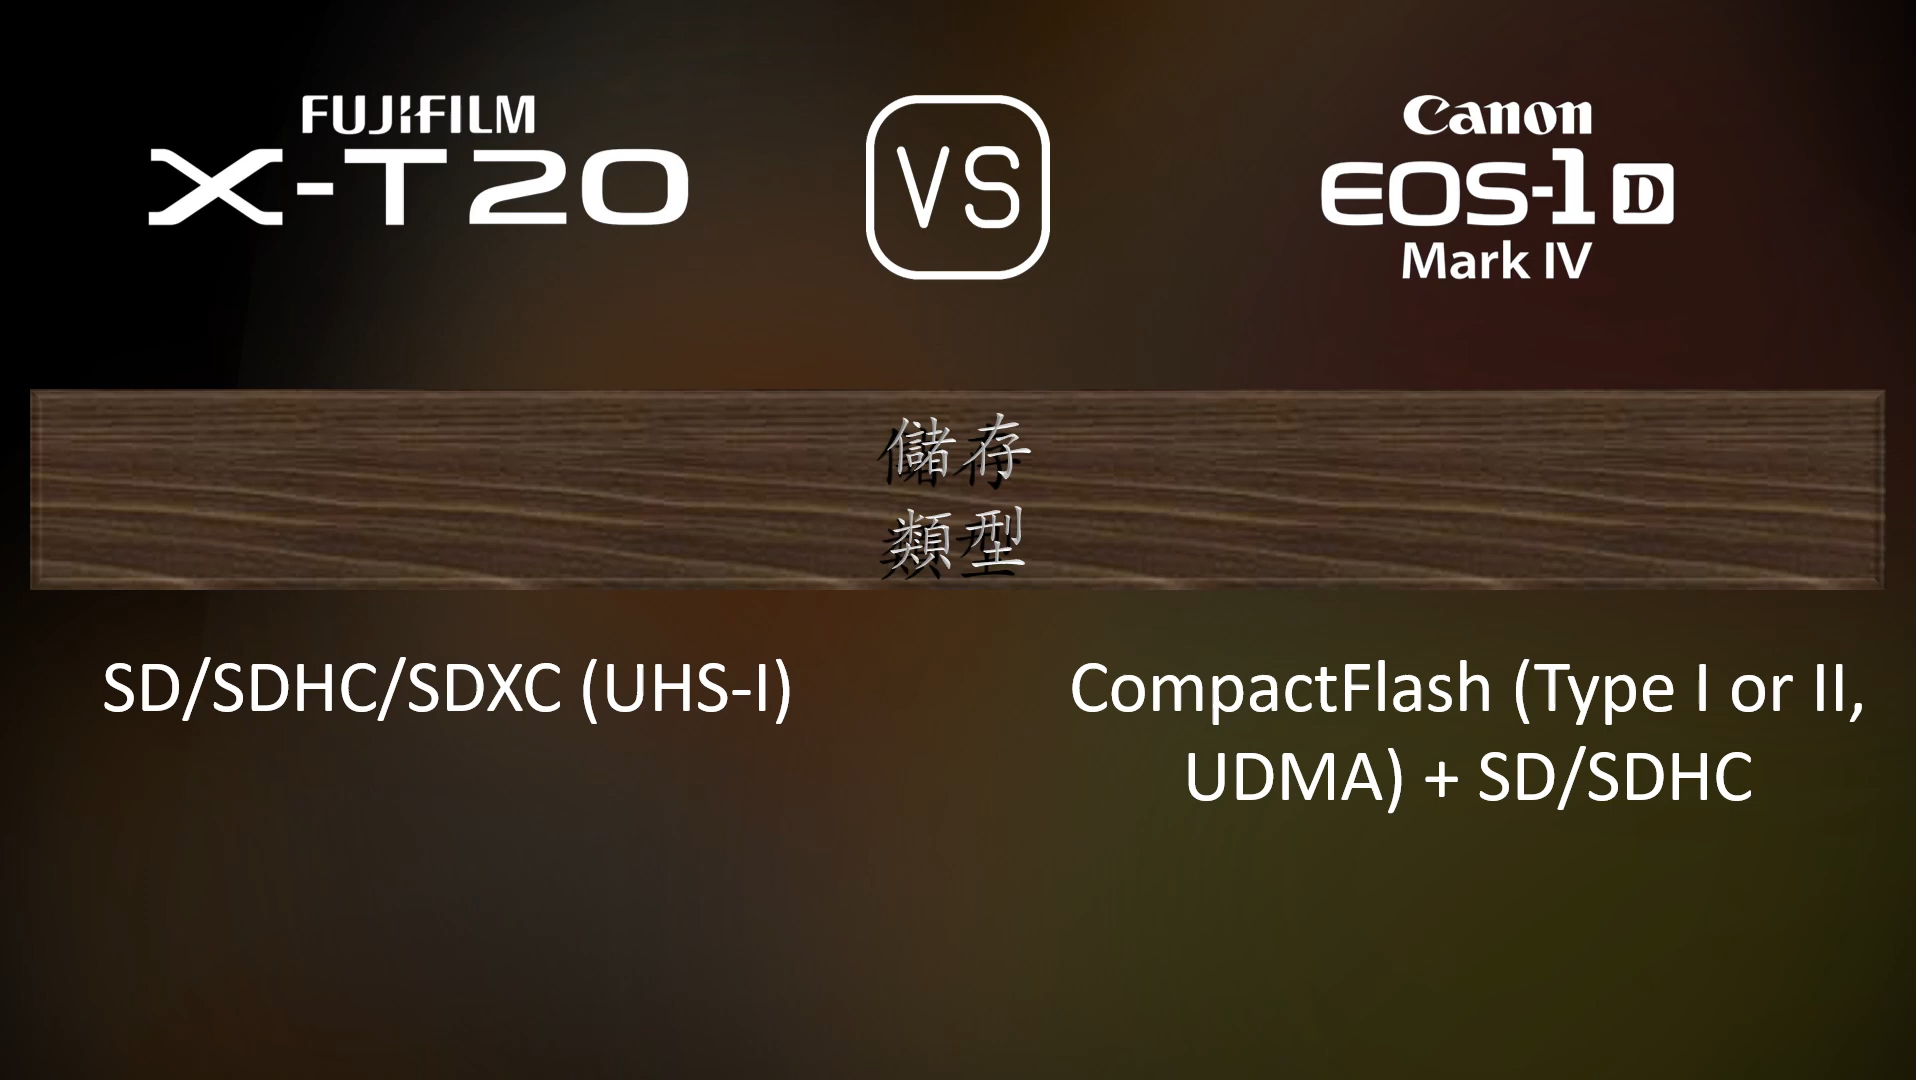 FUJIFILM
X-T20
VS
Canon
EOS-1D
Mark IV
儲存
類型
SD/SDHC/SDXC (UHS-I)
CompactFlash (Type I or II,
UDMA) + SD/SDHC